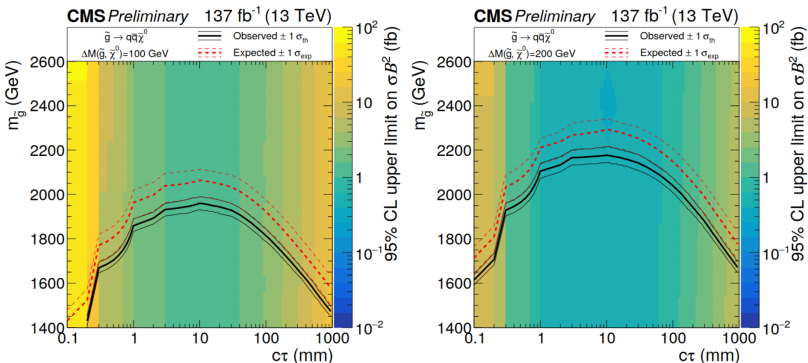 CMS Preliminary 137 fb⁻¹ (13 TeV)
g̃ → qq̄χ̃⁰ Observed ± 1 σth
ΔM(g̃, χ̃⁰)=100 GeV Expected ± 1 σexp
m g̃ (GeV)
2600
2400
2200
2000
1800
1600
1400
0.1 1 10 100 1000
cτ (mm)
10²
10
1
10⁻¹
10⁻²
95% CL upper limit on σB² (fb)
CMS Preliminary 137 fb⁻¹ (13 TeV)
g̃ → qq̄χ̃⁰ Observed ± 1 σth
ΔM(g̃, χ̃⁰)=200 GeV Expected ± 1 σexp
m g̃ (GeV)
2600
2400
2200
2000
1800
1600
1400
0.1 1 10 100 1000
cτ (mm)
10²
10
1
10⁻¹
10⁻²
95% CL upper limit on σB² (fb)